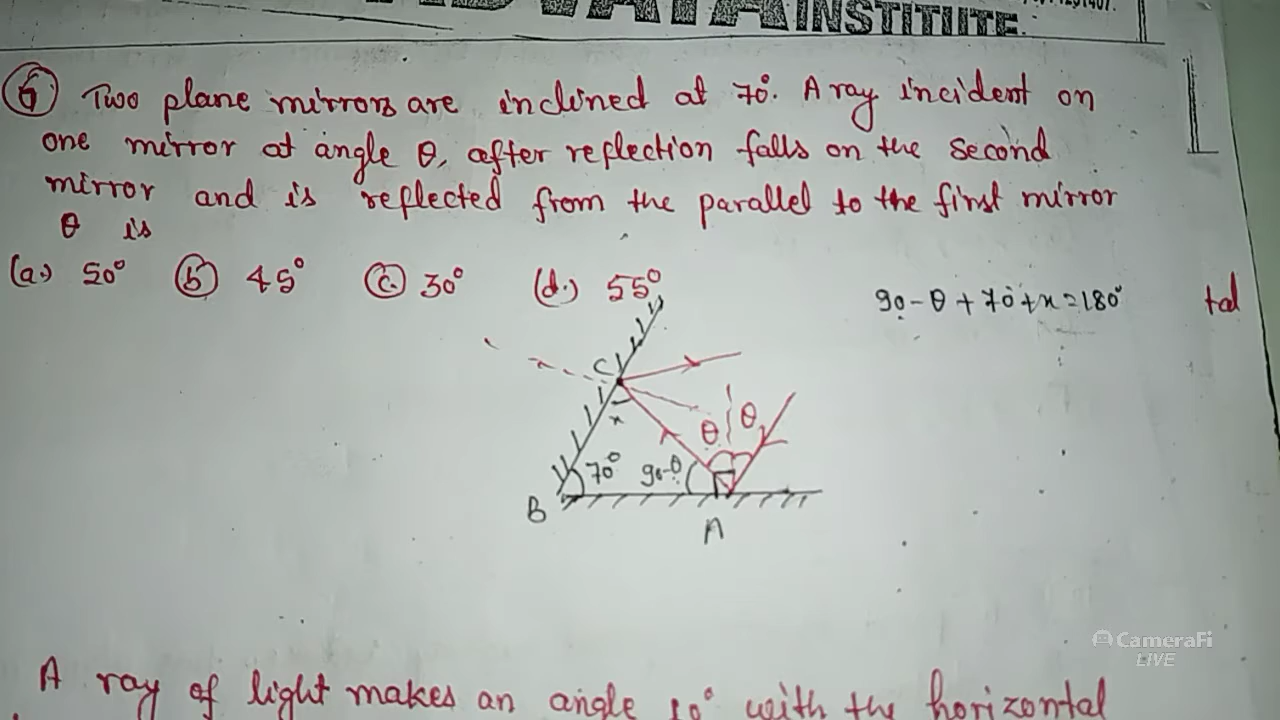 INSTITUTE.
6 Two plane mirrors are inclined at 70°. A ray incident on
one mirror at angle θ, after reflection falls on the second
mirror and is reflected from the parallel to the first mirror
θ is
(a.) 50° (b) 45° (c.) 30° (d.) 55°
90-θ+70+x=180°
C
x
θ θ
70° 90-θ
B
A
CameraFi
LIVE
A ray of light makes an angle 10° with the horizontal